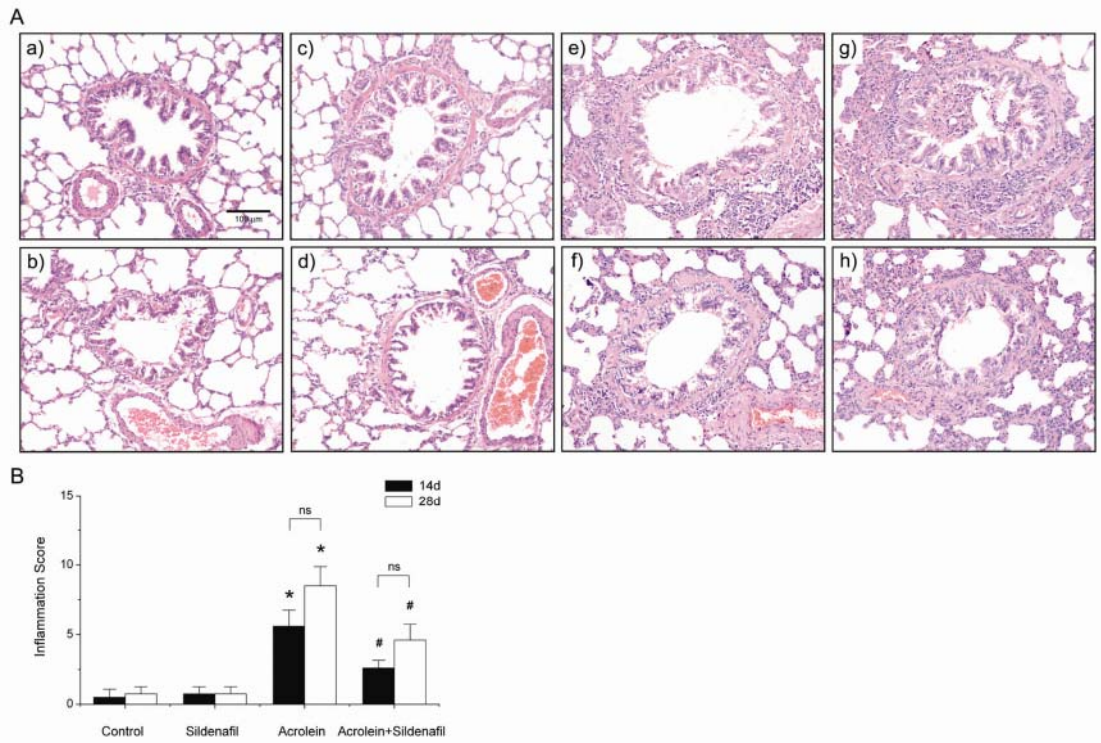 A
a)
c)
e)
g)
100 μm
b)
d)
f)
h)
B
14d
28d
15
ns
*
10
ns
*
#
Inflammation Score
5
#
0
Control Sildenafil Acrolein Acrolein+Sildenafil